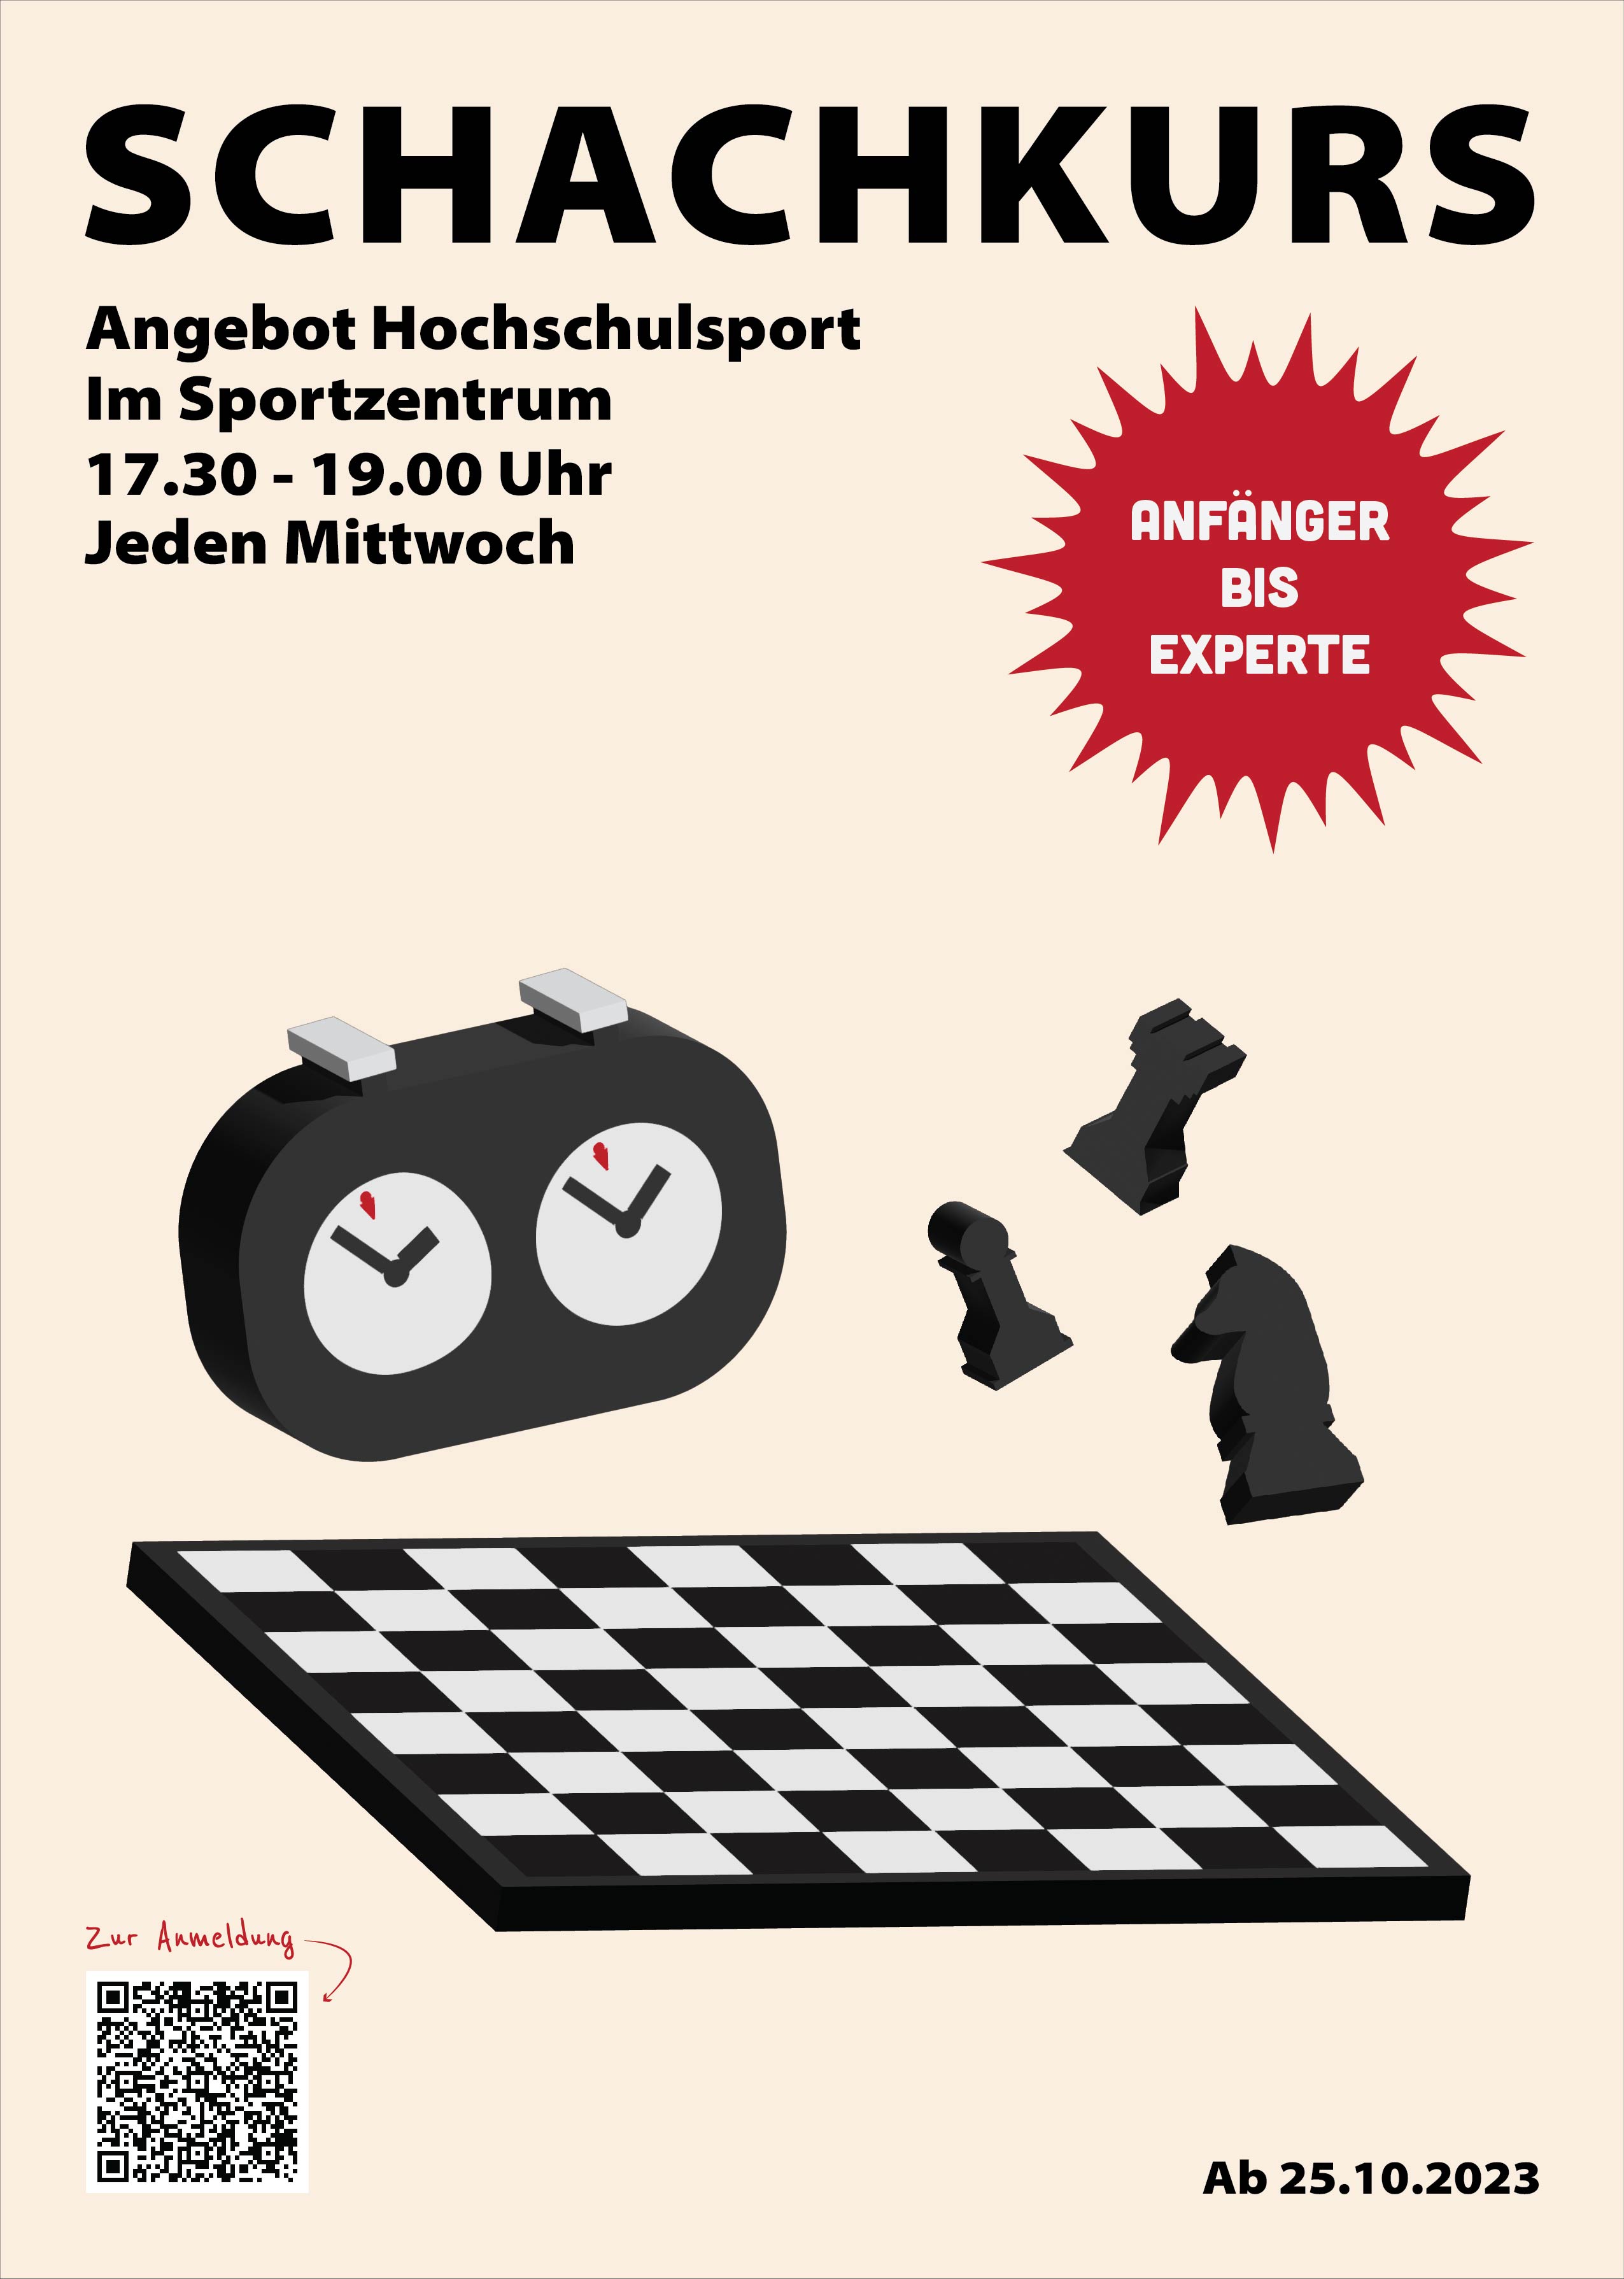 SCHACHKURS
Angebot Hochschulsport
Im Sportzentrum
17.30 - 19.00 Uhr
Jeden Mittwoch
ANFÄNGER
BIS
EXPERTE
Zur Anmeldung
Ab 25.10.2023